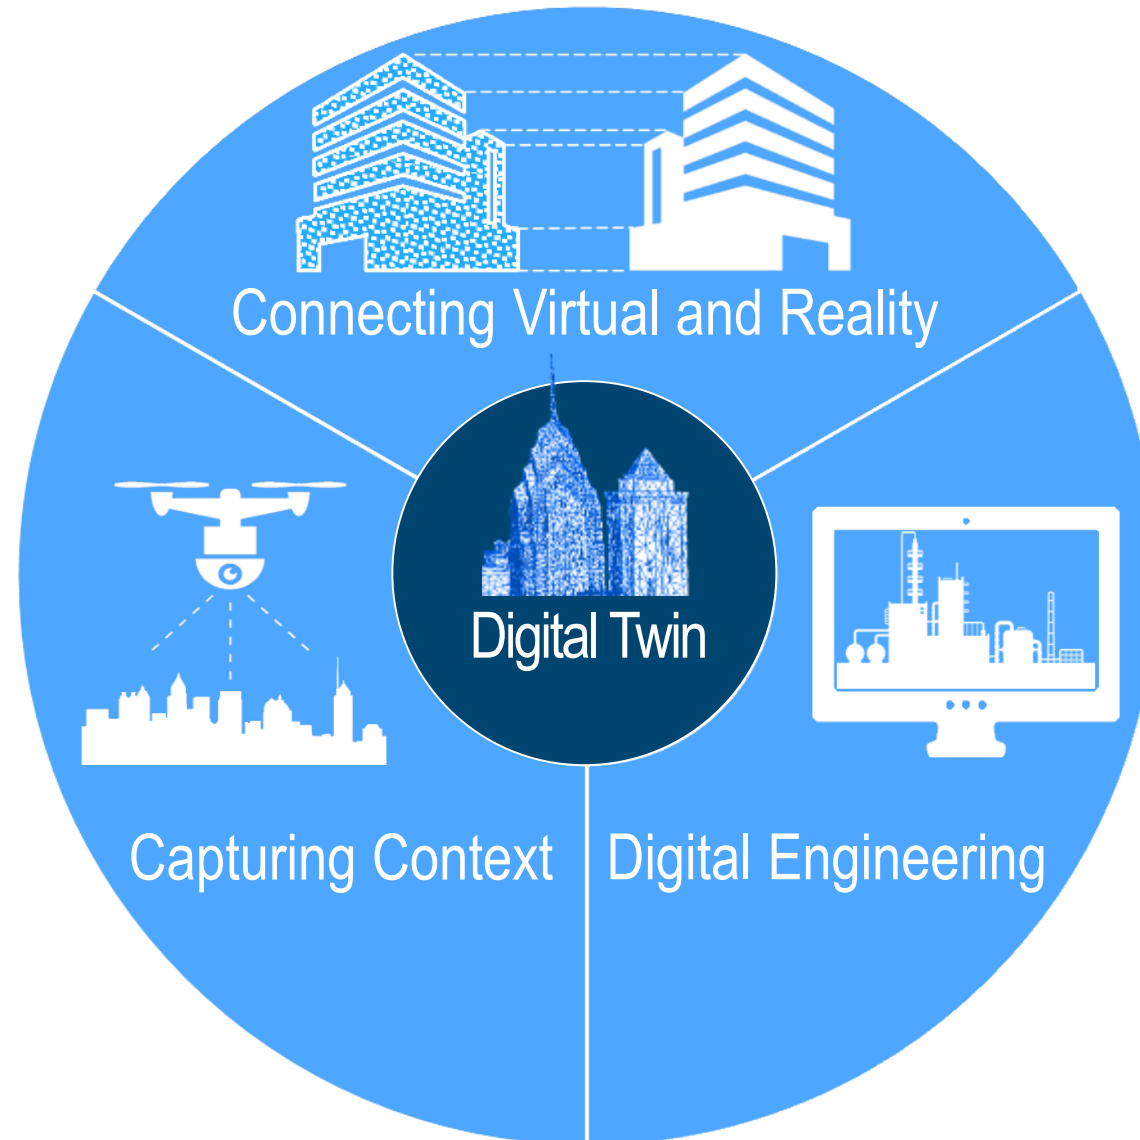 Connecting Virtual and Reality
Digital Twin
Capturing Context
Digital Engineering